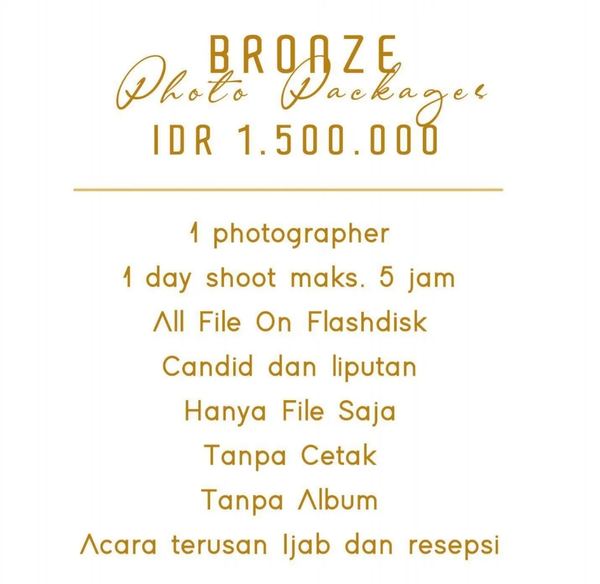 BRONZE
Photo Packages
IDR 1.500.000
1 photographer
1 day shoot maks. 5 jam
All File On Flashdisk
Candid dan liputan
Hanya File Saja
Tanpa Cetak
Tanpa Album
Acara terusan Ijab dan resepsi